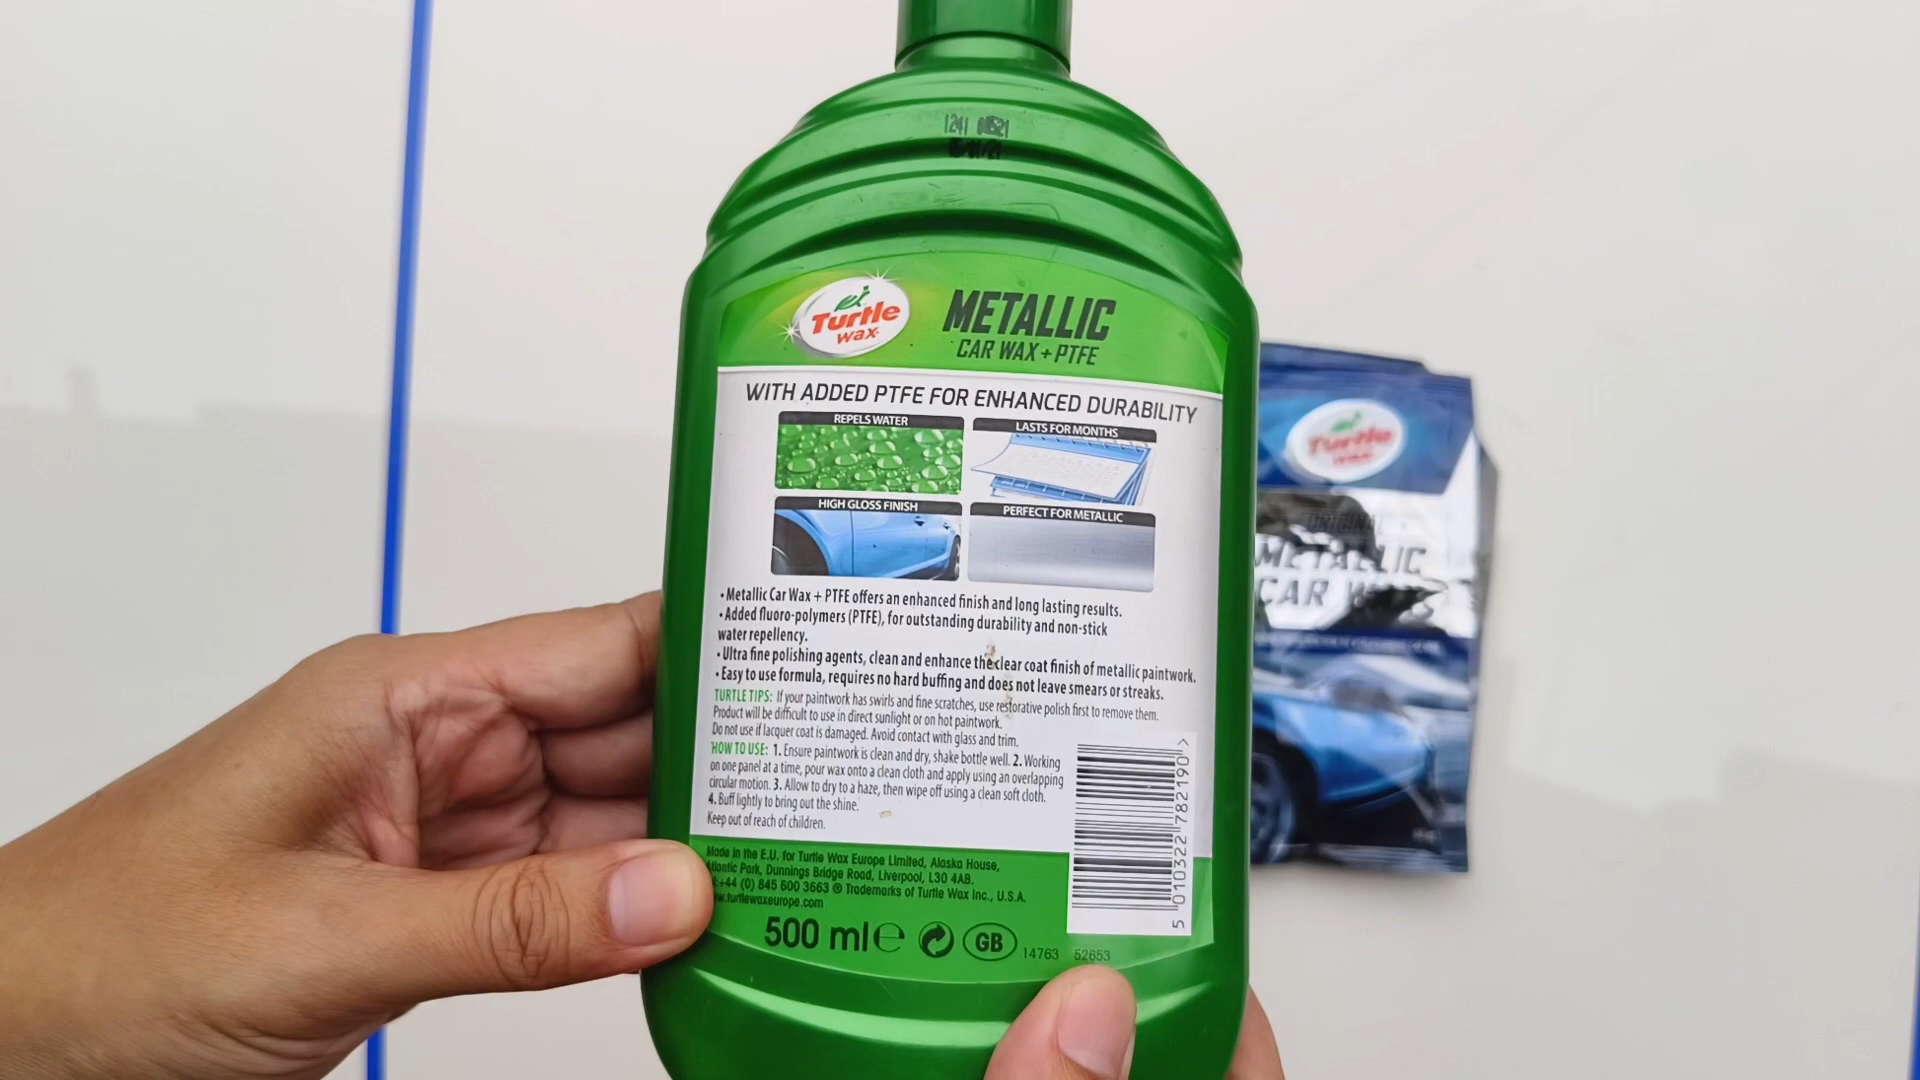 1241
Turtle
wax
METALLIC
CAR WAX + PTFE
WITH ADDED PTFE FOR ENHANCED DURABILITY
REPELS WATER
LASTS FOR MONTHS
HIGH GLOSS FINISH
PERFECT FOR METALLIC
• Metallic Car Wax + PTFE offers an enhanced finish and long lasting results.
• Added fluoro-polymers (PTFE), for outstanding durability and non-stick
water repellency.
• Ultra fine polishing agents, clean and enhance the clear coat finish of metallic paintwork.
• Easy to use formula, requires no hard buffing and does not leave smears or streaks.
TURTLE TIPS: If your paintwork has swirls and fine scratches, use restorative polish first to remove them.
Product will be difficult to use in direct sunlight or on hot paintwork.
Do not use if lacquer coat is damaged. Avoid contact with glass and trim.
HOW TO USE: 1. Ensure paintwork is clean and dry, shake bottle well. 2. Working
on one panel at a time, pour wax onto a clean cloth and apply using an overlapping
circular motion. 3. Allow to dry to a haze, then wipe off using a clean soft cloth.
4. Buff lightly to bring out the shine.
Keep out of reach of children.
Made in the E.U. for Turtle Wax Europe Limited, Alaska House,
Atlantic Park, Dunnings Bridge Road, Liverpool, L30 4AB.
+44 (0) 845 600 3663 ® Trademarks of Turtle Wax Inc., U.S.A.
.turtlewaxeurope.com
500 ml e
GB
14763 52653
5 010322 782190 >
Turtle
wax
ORIGINAL
METALLIC
CAR WAX